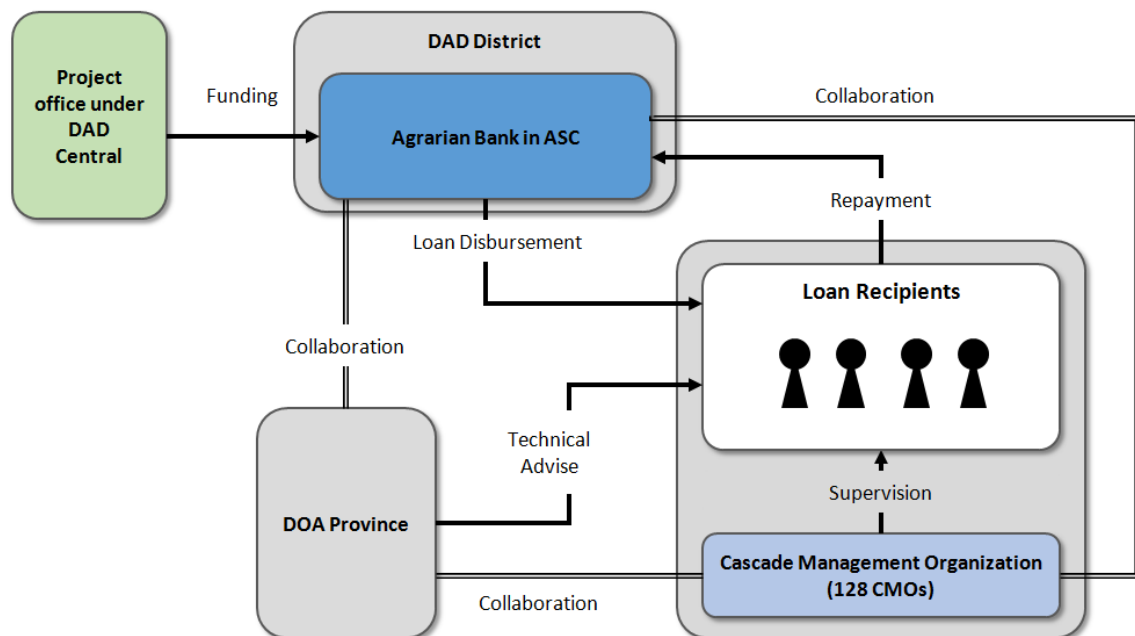 DAD District
Project
office under
DAD
Central
Funding
Agrarian Bank in ASC
Collaboration
Repayment
Loan Disbursement
Loan Recipients
Collaboration
Technical
Advise
Supervision
DOA Province
Cascade Management Organization
(128 CMOs)
Collaboration